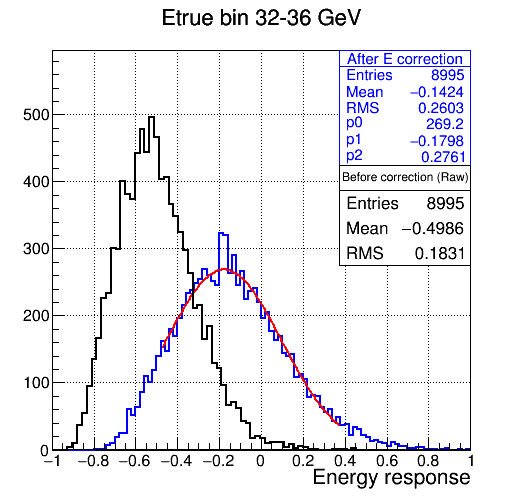 Etrue bin 32-36 GeV
After E correction
Entries 8995
Mean −0.1424
RMS 0.2603
p0 269.2
p1 −0.1798
p2 0.2761
Before correction (Raw)
Entries 8995
Mean −0.4986
RMS 0.1831
500
400
300
200
100
0
−1 −0.8 −0.6 −0.4 −0.2 0 0.2 0.4 0.6 0.8 1
Energy response